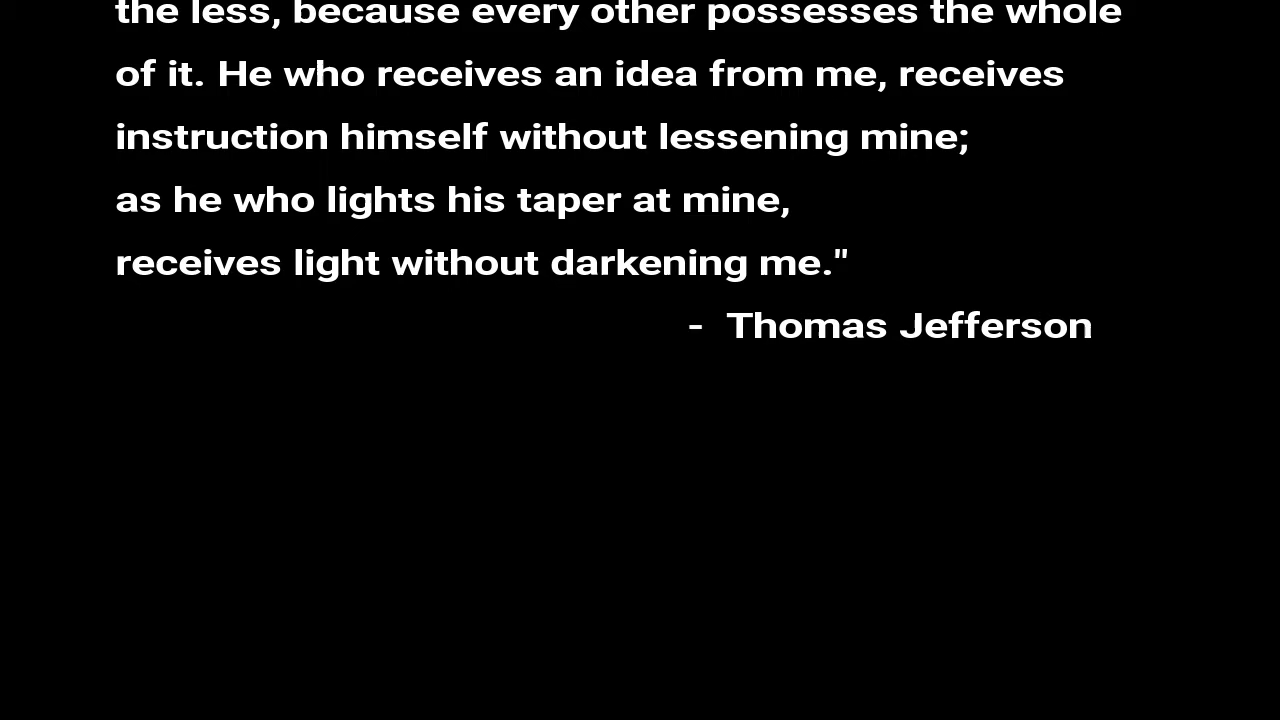 the less, because every other possesses the whole
of it. He who receives an idea from me, receives
instruction himself without lessening mine;
as he who lights his taper at mine,
receives light without darkening me."
- Thomas Jefferson